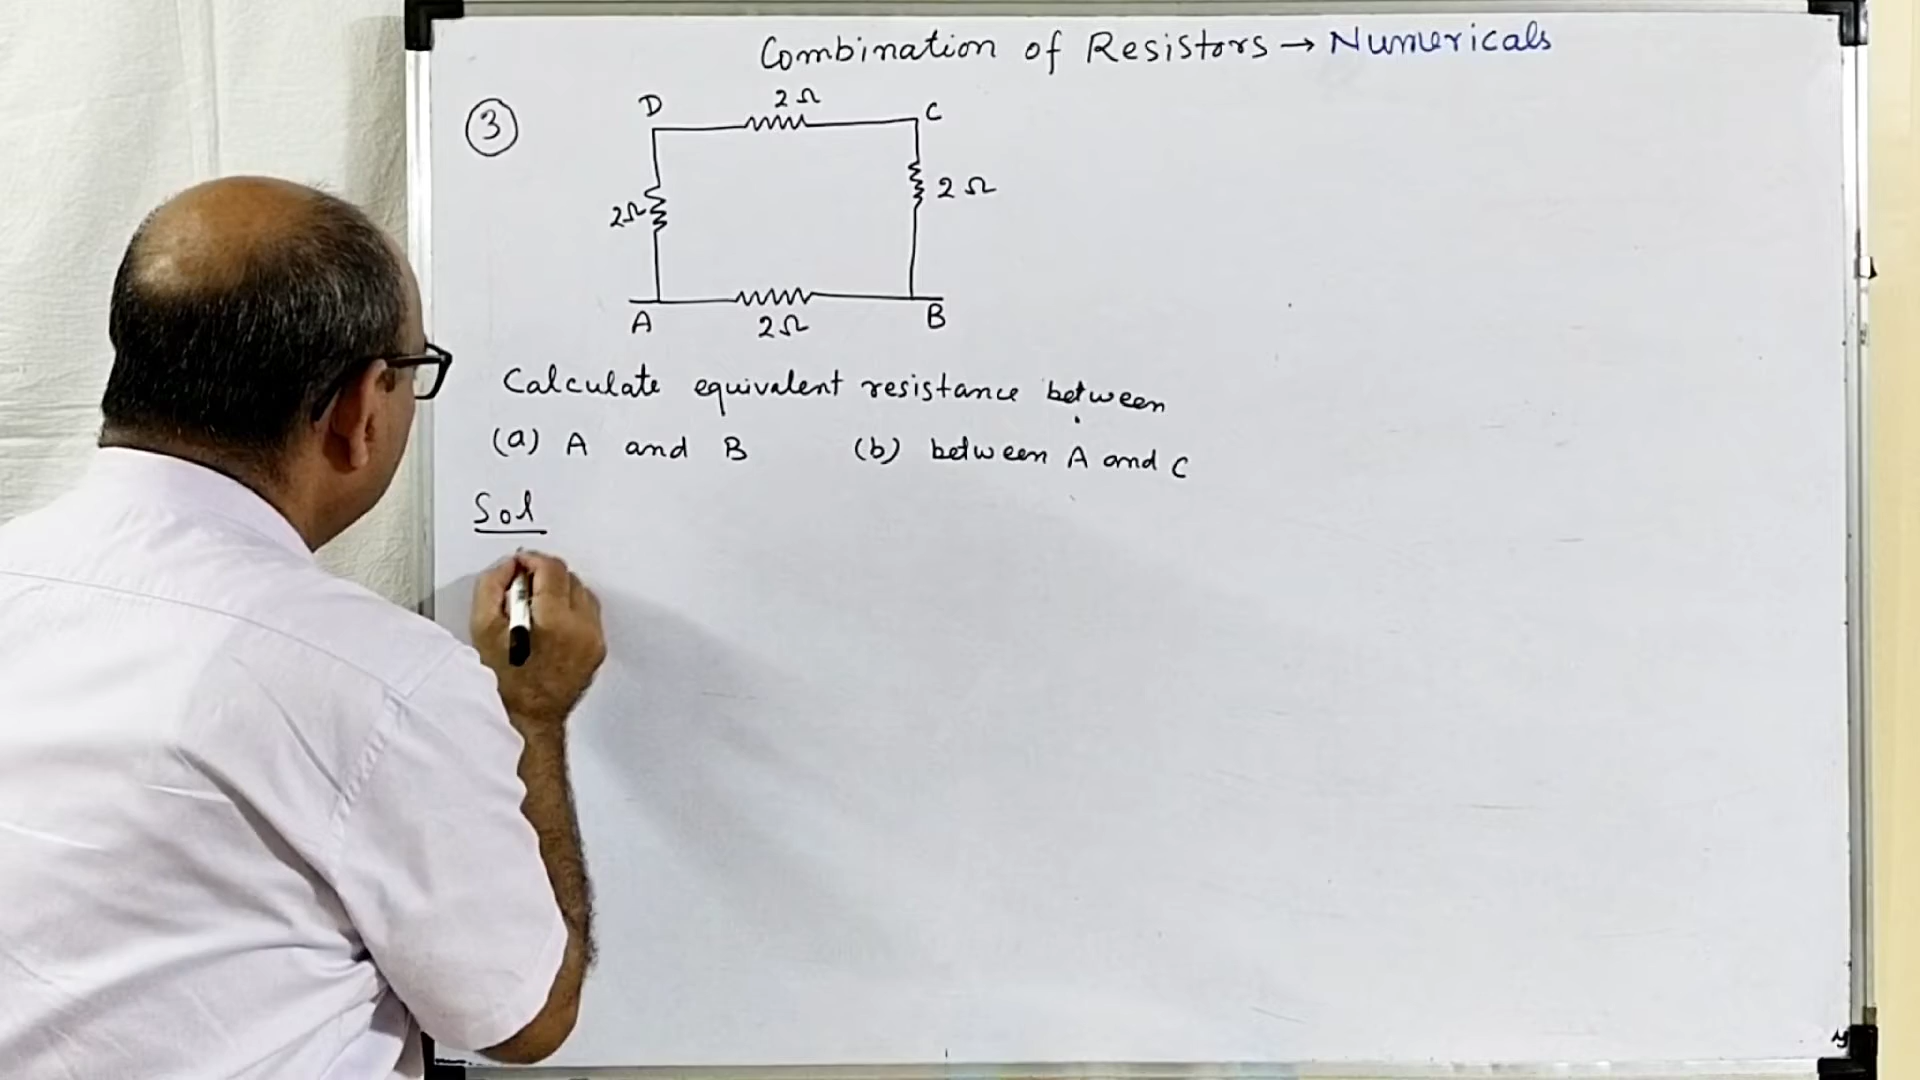 Combination of Resistors → Numericals
3
D 2Ω C
2Ω 2Ω
A 2Ω B
Calculate equivalent resistance between
(a) A and B (b) between A and C
Sol